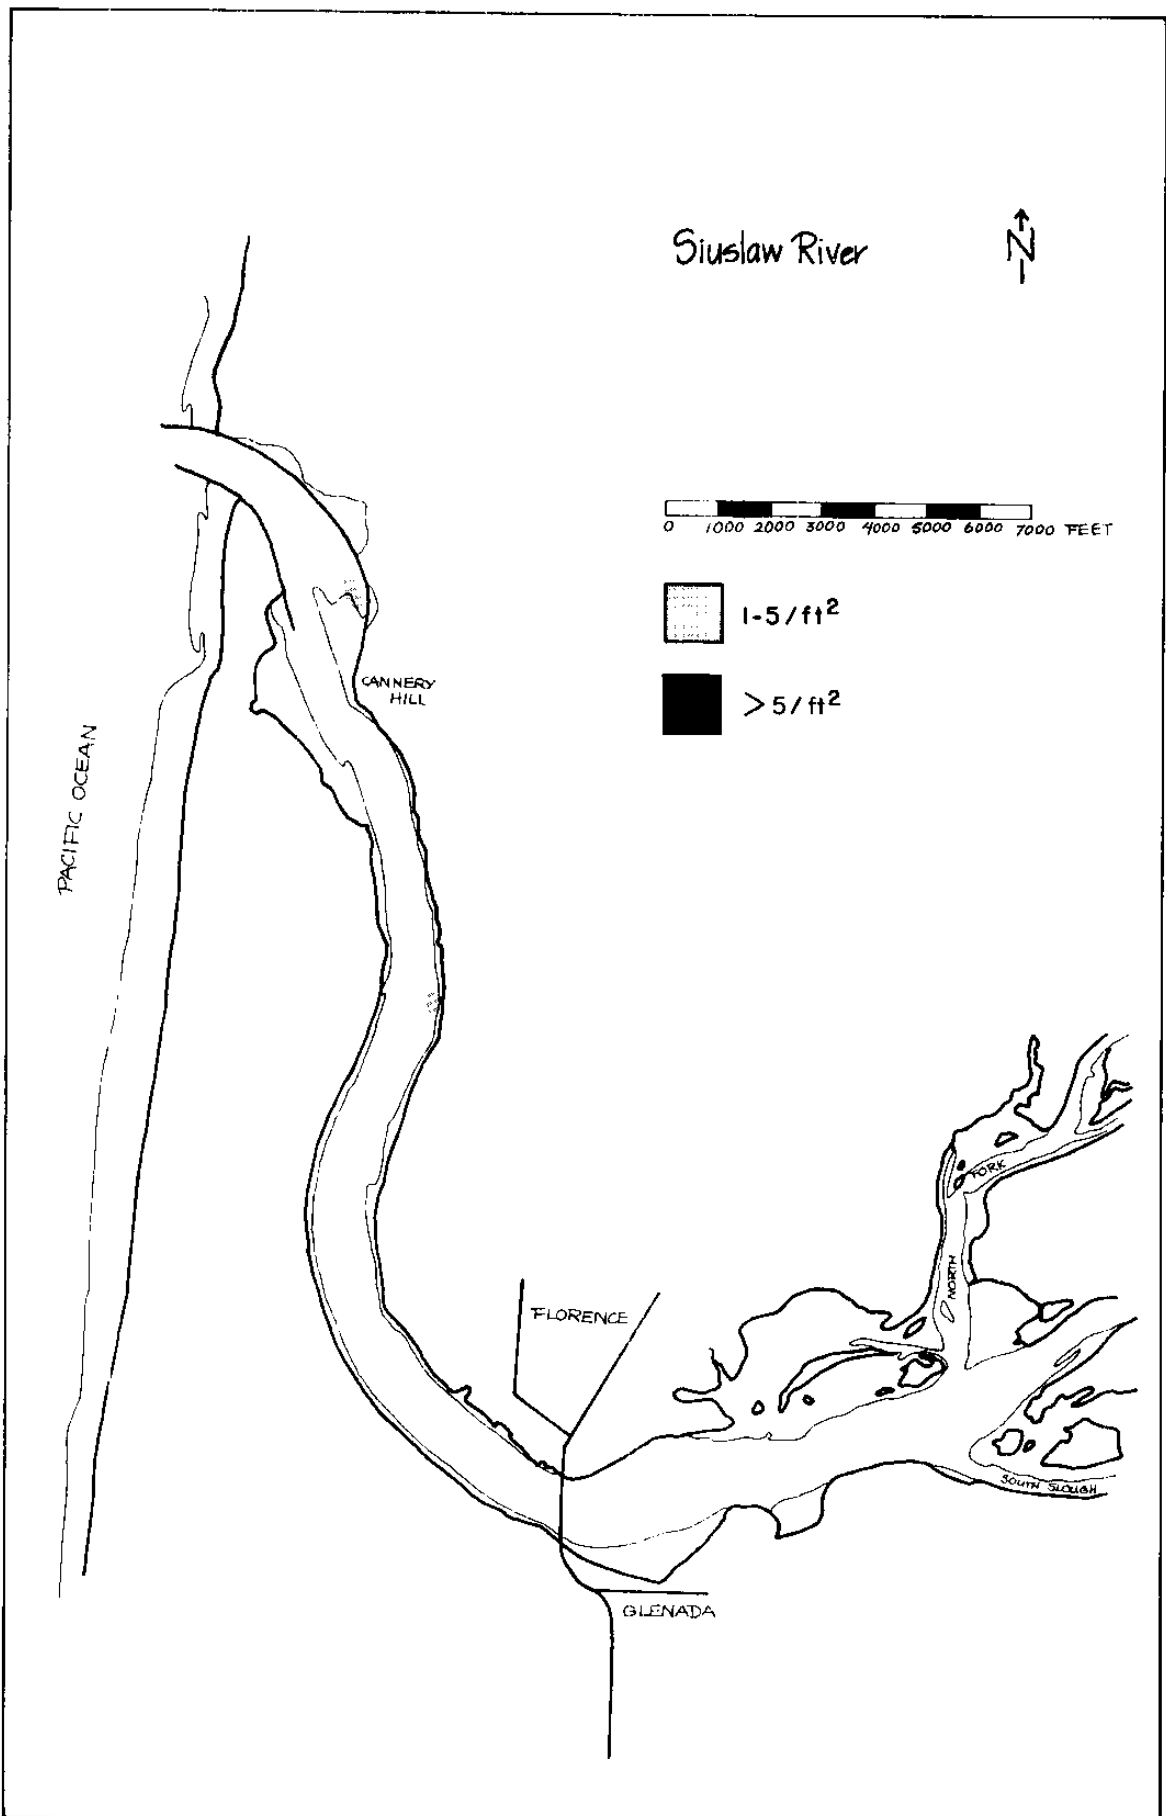 Siuslaw River
N
0 1000 2000 3000 4000 5000 6000 7000 FEET
1-5/ft²
>5/ft²
CANNERY
HILL
PACIFIC OCEAN
FORK
NORTH
FLORENCE
SOUTH SLOUGH
GLENADA